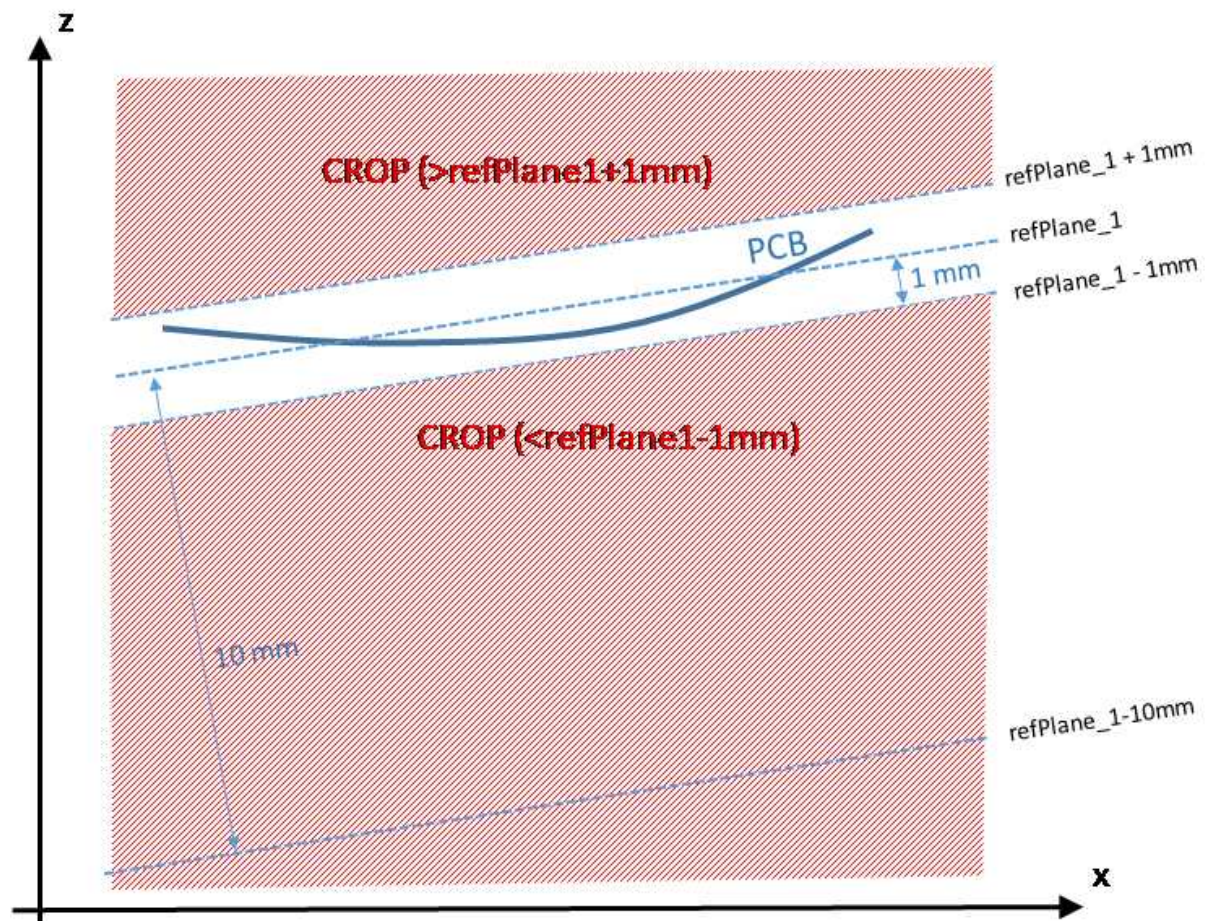 z
CROP (>refPlane1+1mm)
refPlane_1 + 1mm
PCB
refPlane_1
1 mm
refPlane_1 - 1mm
CROP (<refPlane1-1mm)
10 mm
refPlane_1-10mm
x